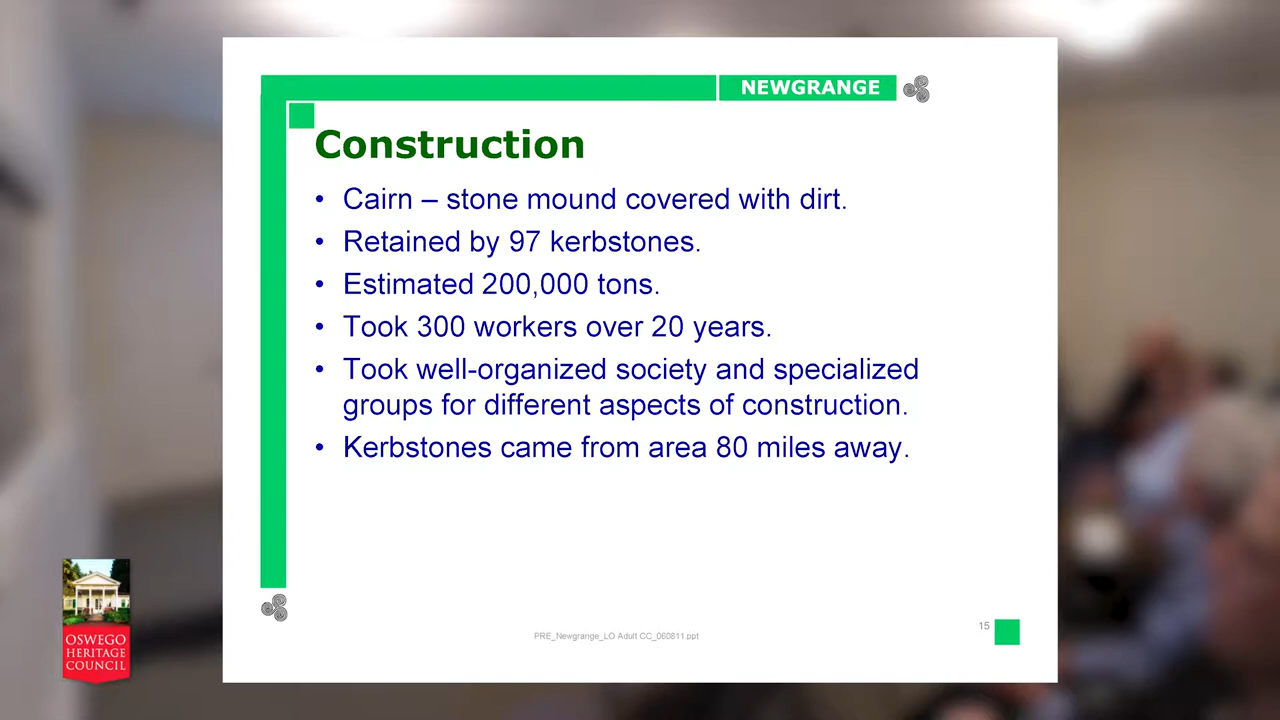 NEWGRANGE
Construction
• Cairn – stone mound covered with dirt.
• Retained by 97 kerbstones.
• Estimated 200,000 tons.
• Took 300 workers over 20 years.
• Took well-organized society and specialized
groups for different aspects of construction.
• Kerbstones came from area 80 miles away.
PRE_Newgrange_LO Adult CC_060811.ppt
15
OSWEGO
HERITAGE
COUNCIL